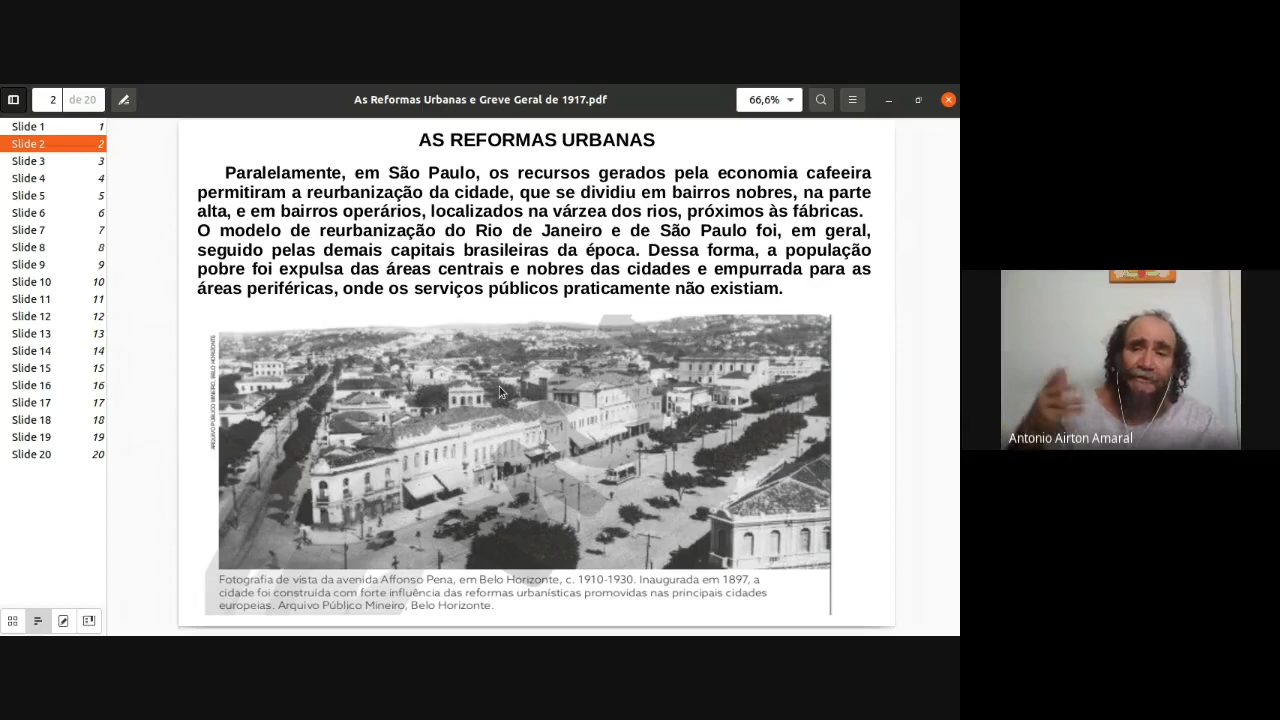 2 de 20
As Reformas Urbanas e Greve Geral de 1917.pdf
66,6%
Slide 1 1
Slide 2 2
Slide 3 3
Slide 4 4
Slide 5 5
Slide 6 6
Slide 7 7
Slide 8 8
Slide 9 9
Slide 10 10
Slide 11 11
Slide 12 12
Slide 13 13
Slide 14 14
Slide 15 15
Slide 16 16
Slide 17 17
Slide 18 18
Slide 19 19
Slide 20 20
AS REFORMAS URBANAS
Paralelamente, em São Paulo, os recursos gerados pela economia cafeeira
permitiram a reurbanização da cidade, que se dividiu em bairros nobres, na parte
alta, e em bairros operários, localizados na várzea dos rios, próximos às fábricas.
O modelo de reurbanização do Rio de Janeiro e de São Paulo foi, em geral,
seguido pelas demais capitais brasileiras da época. Dessa forma, a população
pobre foi expulsa das áreas centrais e nobres das cidades e empurrada para as
áreas periféricas, onde os serviços públicos praticamente não existiam.
ARQUIVO PÚBLICO MINEIRO, BELO HORIZONTE
Fotografia de vista da avenida Affonso Pena, em Belo Horizonte, c. 1910-1930. Inaugurada em 1897, a
cidade foi construída com forte influência das reformas urbanísticas promovidas nas principais cidades
europeias. Arquivo Público Mineiro, Belo Horizonte.
Antonio Airton Amaral